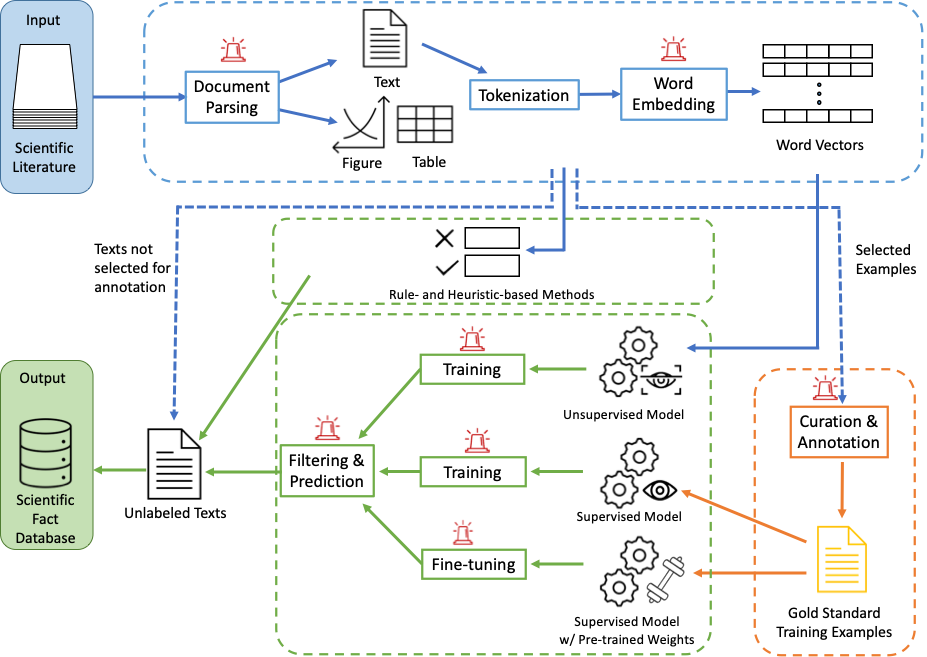 Input
Scientific
Literature
Document
Parsing
Text
Figure
Table
Tokenization
Word
Embedding
Word Vectors
Texts not
selected for
annotation
Rule- and Heuristic-based Methods
Selected
Examples
Training
Unsupervised Model
Output
Scientific
Fact
Database
Unlabeled Texts
Filtering &
Prediction
Training
Supervised Model
Fine-tuning
Supervised Model
w/ Pre-trained Weights
Curation &
Annotation
Gold Standard
Training Examples